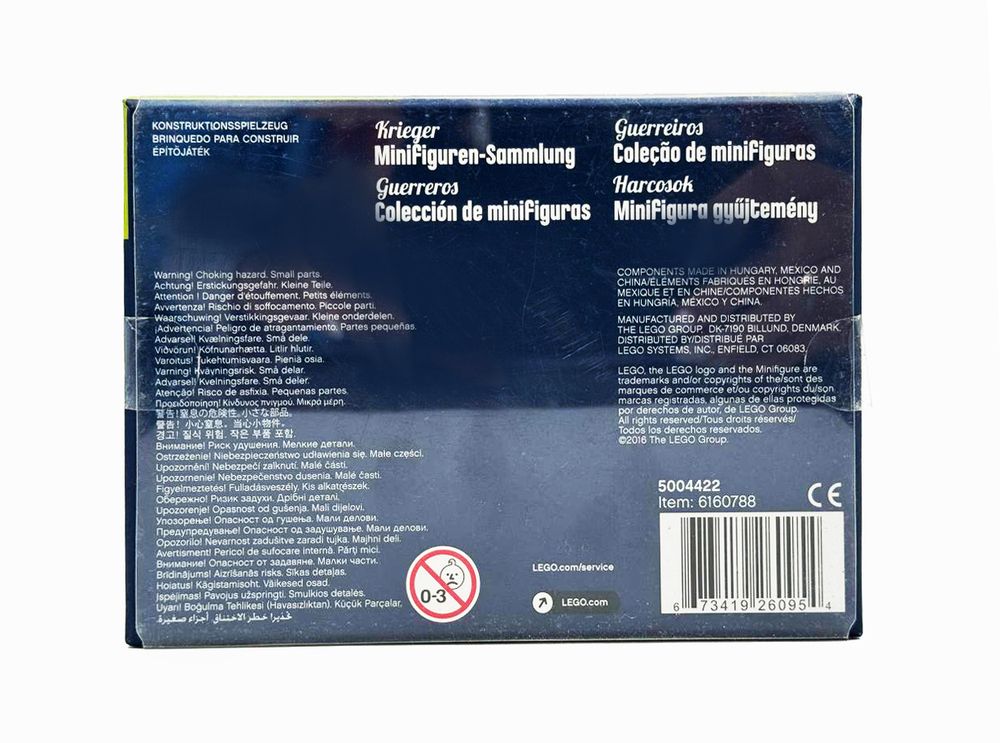 KONSTRUKTIONSSPIELZEUG
BRINQUEDO PARA CONSTRUIR
ÉPÍTŐJÁTÉK
Krieger
Minifiguren-Sammlung
Guerreros
Colección de minifiguras
Guerreiros
Coleção de minifiguras
Harcosok
Minifigura gyűjtemény
Warning! Choking hazard. Small parts.
Achtung! Erstickungsgefahr. Kleine Teile.
Attention ! Danger d'étouffement. Petits éléments.
Avvertenza! Rischio di soffocamento. Piccole parti.
Waarschuwing! Verstikkingsgevaar. Kleine onderdelen.
¡Advertencia! Peligro de atragantamiento. Partes pequeñas.
Advarsel! Kvælningsfare. Små dele.
Viðvörun! Köfnunarhætta. Litlir hlutir.
Varoitus! Tukehtumisvaara. Pieniä osia.
Varning! Kvävningsrisk. Små delar.
Advarsel! Kvelningsfare. Små deler.
Atenção! Risco de asfixia. Pequenas partes.
Προειδοποίηση! Κίνδυνος πνιγμού. Μικρά μέρη.
警告!窒息の危険性。小さな部品。
警告! 小心窒息。当心小物件。
경고! 질식 위험. 작은 부품 포함.
Внимание! Риск удушения. Мелкие детали.
Ostrzeżenie! Niebezpieczeństwo udławienia się. Małe części.
Upozornění! Nebezpečí zalknutí. Malé části.
Upozornenie! Nebezpečenstvo dusenia. Malé časti.
Figyelmeztetés! Fulladásveszély. Kis alkatrészek.
Обережно! Ризик задухи. Дрібні деталі.
Upozorenje! Opasnost od gušenja. Mali dijelovi.
Упозорење! Опасност од гушења. Мали делови.
Предупредување! Опасност од задушување. Мали делови.
Opozorilo! Nevarnost zadušitve zaradi tujka. Majhni deli.
Avertisment! Pericol de sufocare internă. Părți mici.
Внимание! Опасност от задавяне. Малки части.
Brīdinājums! Aizrīšanās risks. Sīkas detaļas.
Hoiatus! Kägistamisoht. Väikesed osad.
Įspėjimas! Pavojus užspringti. Smulkios detalės.
Uyarı! Boğulma Tehlikesi (Havasızlıktan). Küçük Parçalar.
تحذير! خطر الاختناق. أجزاء صغيرة.
0-3
COMPONENTS MADE IN HUNGARY, MEXICO AND
CHINA/ÉLÉMENTS FABRIQUÉS EN HONGRIE, AU
MEXIQUE ET EN CHINE/COMPONENTES HECHOS
EN HUNGRÍA, MÉXICO Y CHINA.
MANUFACTURED AND DISTRIBUTED BY
THE LEGO GROUP, DK-7190 BILLUND, DENMARK.
DISTRIBUTED BY/DISTRIBUÉ PAR
LEGO SYSTEMS, INC., ENFIELD, CT 06083.
LEGO, the LEGO logo and the Minifigure are
trademarks and/or copyrights of the/sont des
marques de commerce et/ou copyrights du/son
marcas registradas, algunas de ellas protegidas
por derechos de autor, de LEGO Group.
All rights reserved/Tous droits réservés/
Todos los derechos reservados.
©2016 The LEGO Group.
5004422
Item: 6160788
CE
LEGO.com/service
LEGO.com
6 73419 26095 4